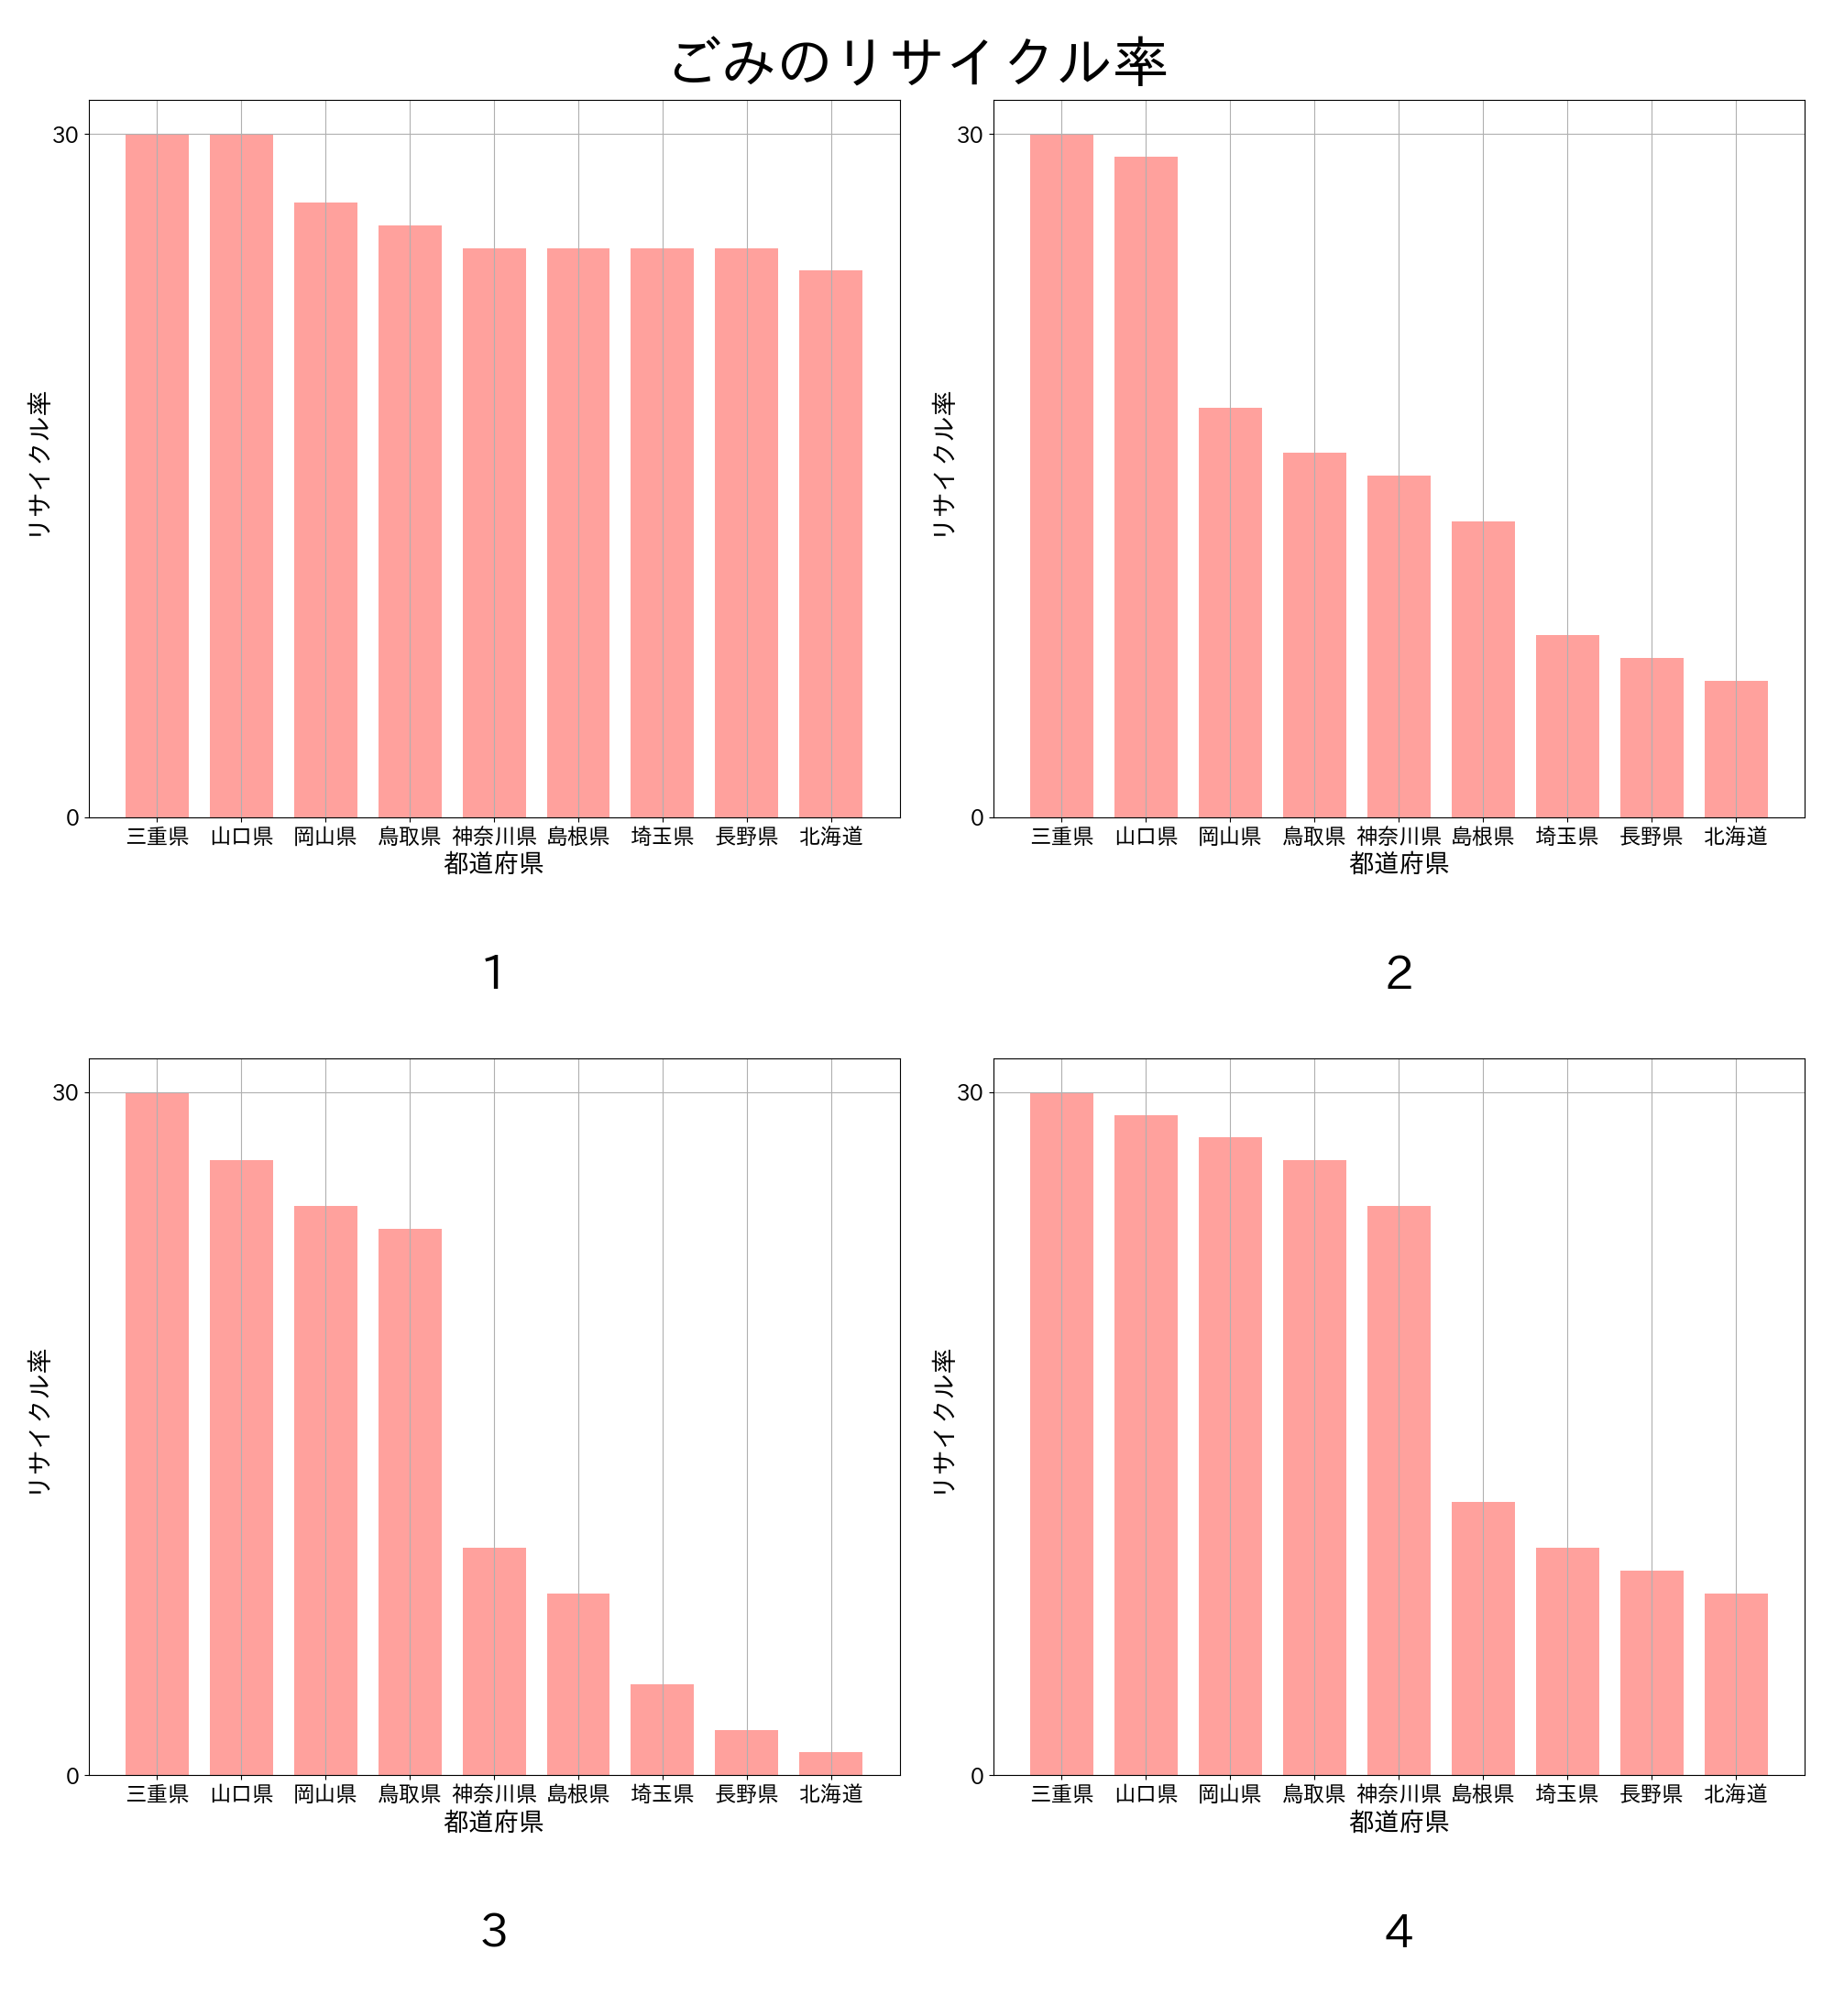 ごみのリサイクル率
30
0
リサイクル率
三重県 山口県 岡山県 鳥取県 神奈川県 島根県 埼玉県 長野県 北海道
都道府県
1
30
0
リサイクル率
三重県 山口県 岡山県 鳥取県 神奈川県 島根県 埼玉県 長野県 北海道
都道府県
2
30
0
リサイクル率
三重県 山口県 岡山県 鳥取県 神奈川県 島根県 埼玉県 長野県 北海道
都道府県
3
30
0
リサイクル率
三重県 山口県 岡山県 鳥取県 神奈川県 島根県 埼玉県 長野県 北海道
都道府県
4